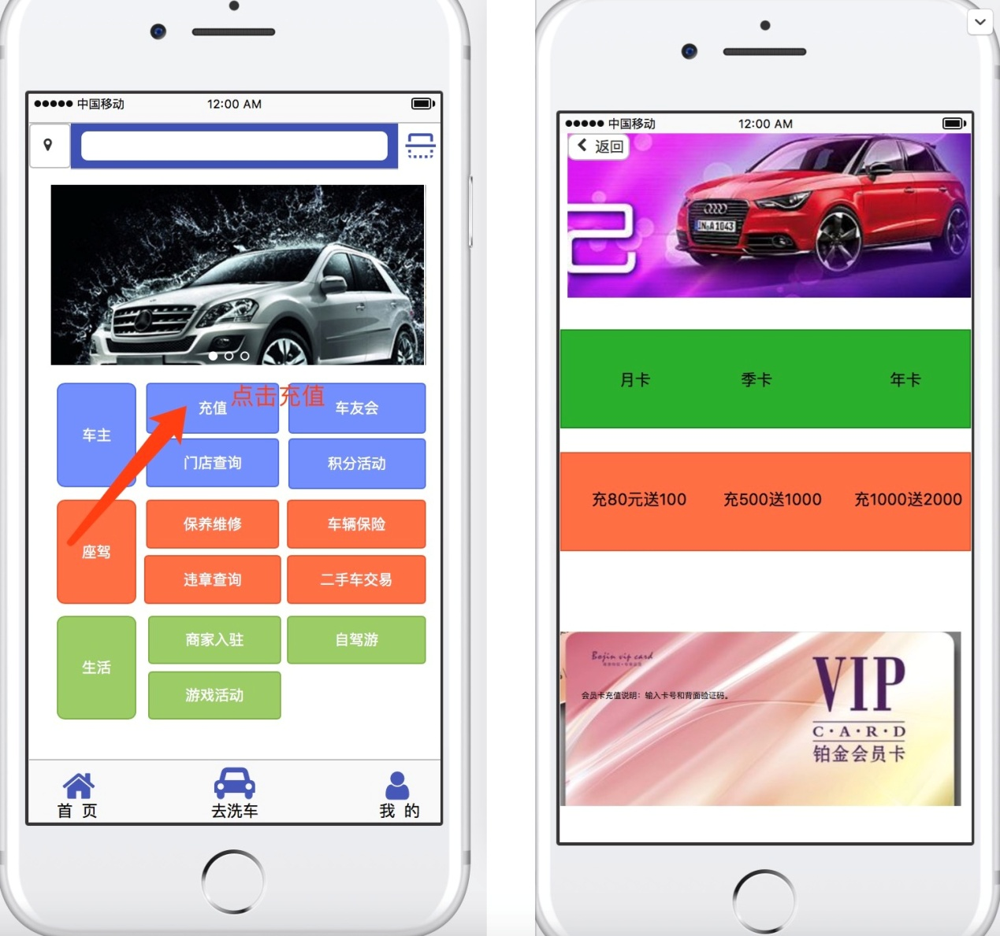 中国移动 12:00 AM
点击充值
充值 车友会
车主
门店查询 积分活动
保养维修 车辆保险
座驾
违章查询 二手车交易
商家入驻 自驾游
生活
游戏活动
首 页 去洗车 我 的
中国移动 12:00 AM
返回
IN·A1043
月卡 季卡 年卡
充80元送100 充500送1000 充1000送2000
Bojin vip card
VIP
会员卡充值说明：输入卡号和背面验证码。
C·A·R·D
铂金会员卡